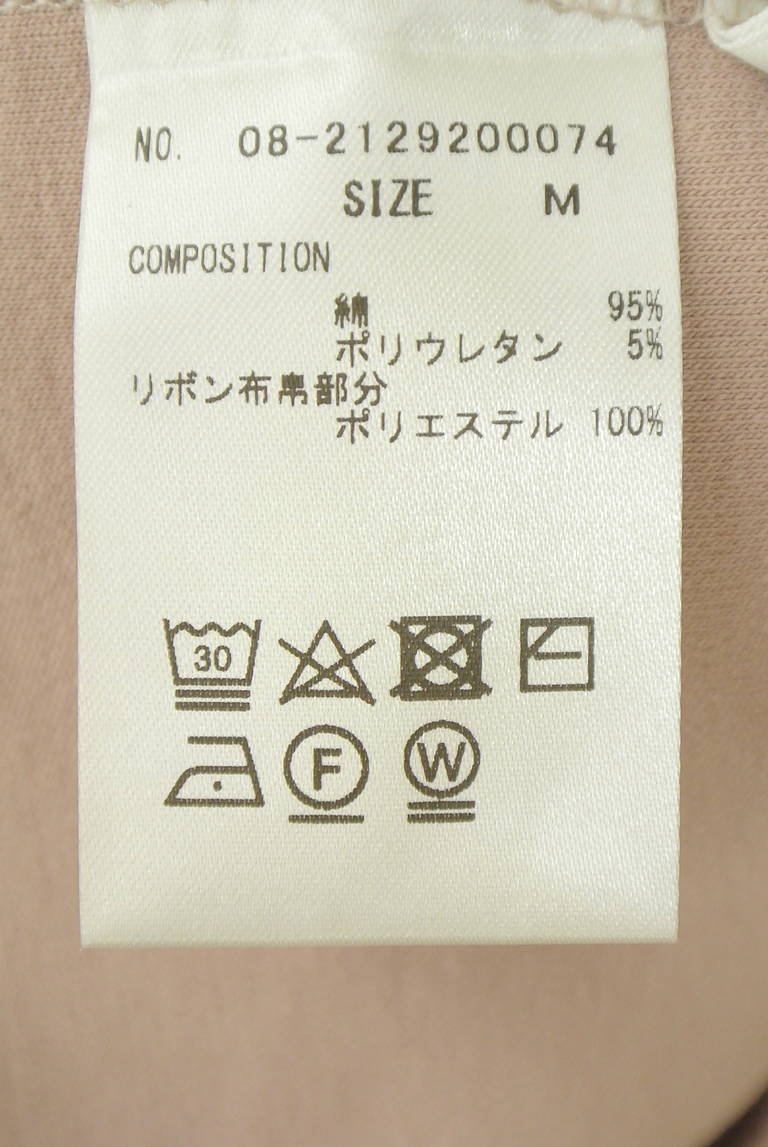 NO. 08-2129200074
SIZE M
COMPOSITION
綿 95%
ポリウレタン 5%
リボン布帛部分
ポリエステル 100%
30
F W